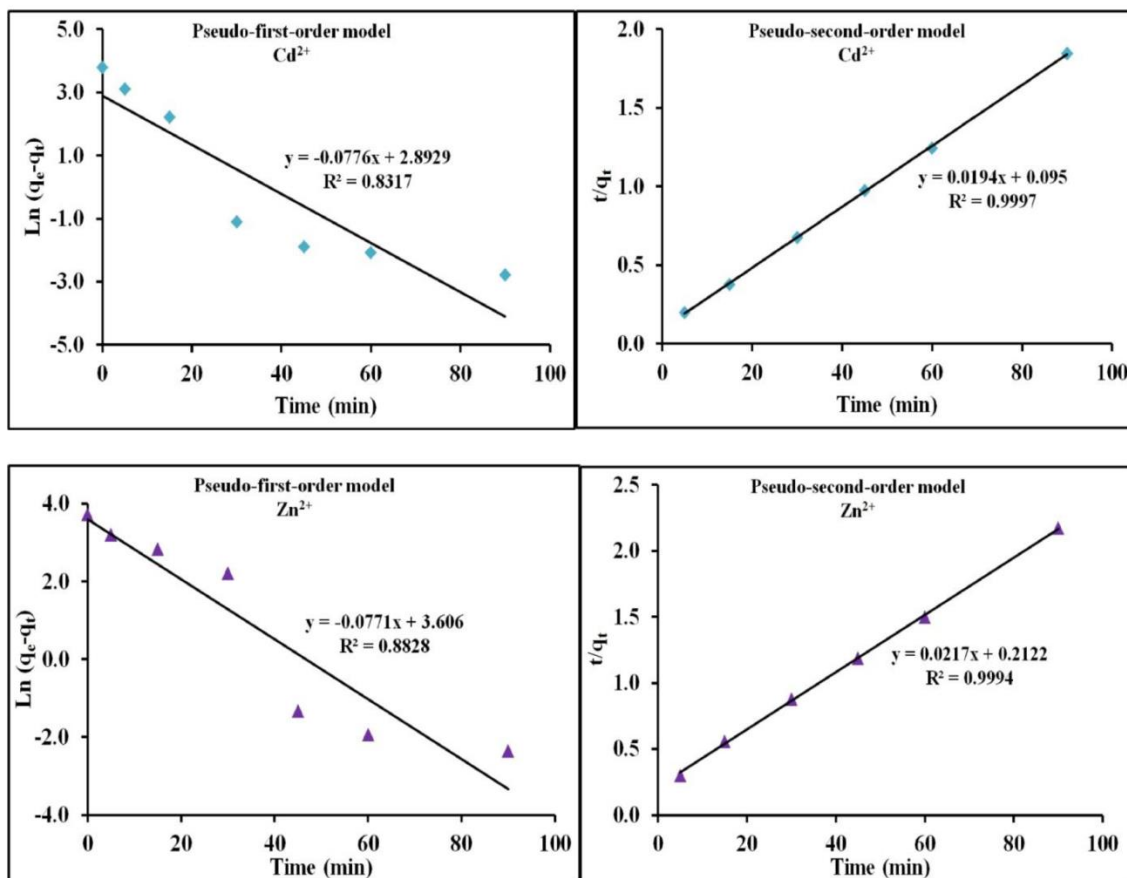 Pseudo-first-order model
Cd²⁺
5.0
3.0
1.0
-1.0
-3.0
-5.0
Ln (qₑ-qₜ)
y = -0.0776x + 2.8929
R² = 0.8317
0 20 40 60 80 100
Time (min)
Pseudo-second-order model
Cd²⁺
2.0
1.5
1.0
0.5
0.0
t/qₜ
y = 0.0194x + 0.095
R² = 0.9997
0 20 40 60 80 100
Time (min)
Pseudo-first-order model
Zn²⁺
4.0
2.0
0.0
-2.0
-4.0
Ln (qₑ-qₜ)
y = -0.0771x + 3.606
R² = 0.8828
0 20 40 60 80 100
Time (min)
Pseudo-second-order model
Zn²⁺
2.5
2.0
1.5
1.0
0.5
0.0
t/qₜ
y = 0.0217x + 0.2122
R² = 0.9994
0 20 40 60 80 100
Time (min)